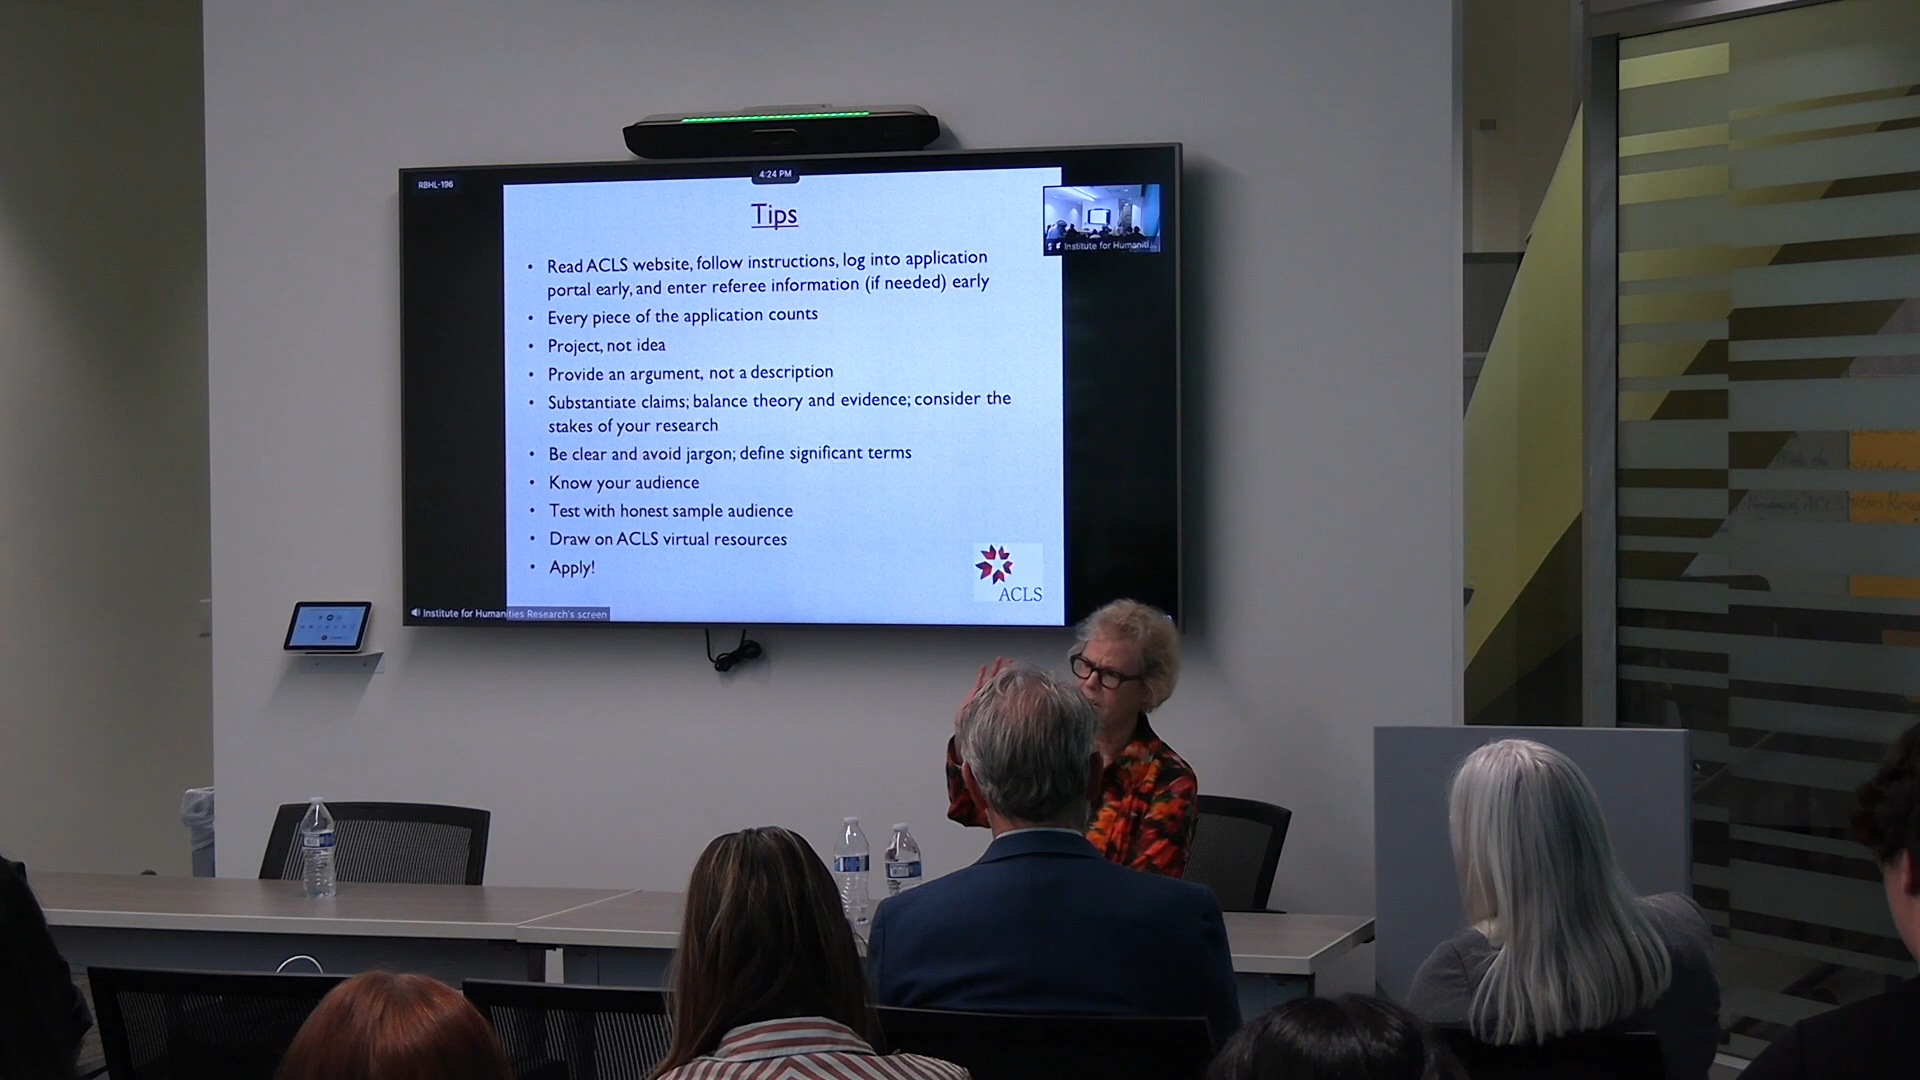 RBHL-196
4:24 PM
Tips
Institute for Humaniti...
• Read ACLS website, follow instructions, log into application
portal early, and enter referee information (if needed) early
• Every piece of the application counts
• Project, not idea
• Provide an argument, not a description
• Substantiate claims; balance theory and evidence; consider the
stakes of your research
• Be clear and avoid jargon; define significant terms
• Know your audience
• Test with honest sample audience
• Draw on ACLS virtual resources
• Apply!
ACLS
Institute for Humanities Research's screen